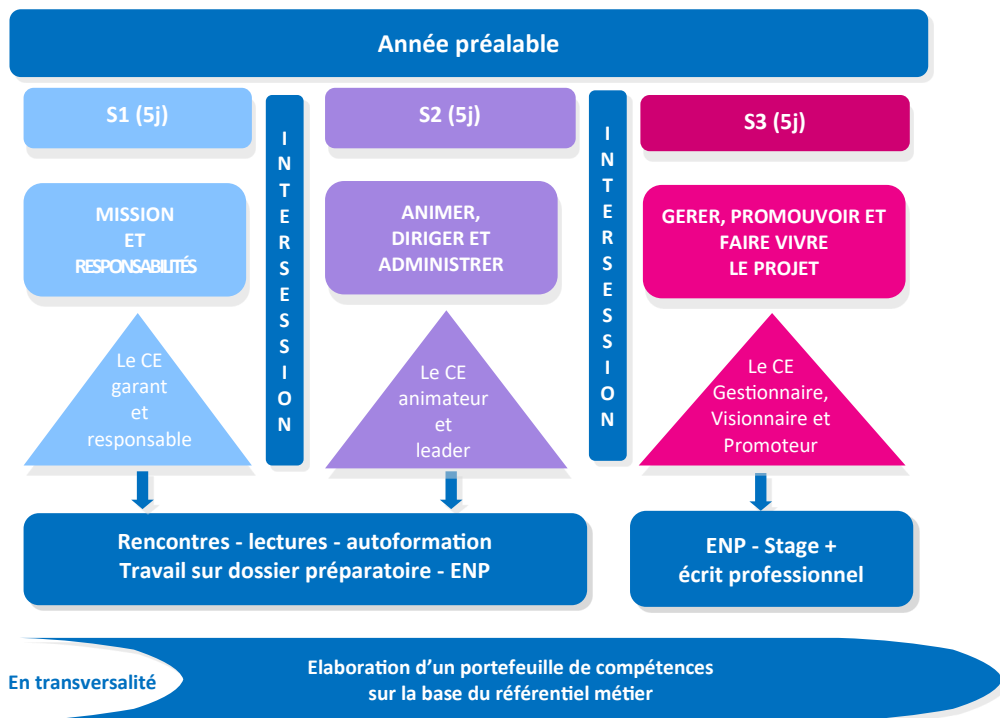 Année préalable
S1 (5j)
MISSION
ET
RESPONSABILITÉS
Le CE
garant
et
responsable
INTERSESSION
S2 (5j)
ANIMER,
DIRIGER ET
ADMINISTRER
Le CE
animateur
et
leader
INTERSESSION
S3 (5j)
GERER, PROMOUVOIR ET
FAIRE VIVRE
LE PROJET
Le CE
Gestionnaire,
Visionnaire et
Promoteur
Rencontres - lectures - autoformation
Travail sur dossier préparatoire - ENP
ENP - Stage +
écrit professionnel
En transversalité
Elaboration d’un portefeuille de compétences
sur la base du référentiel métier